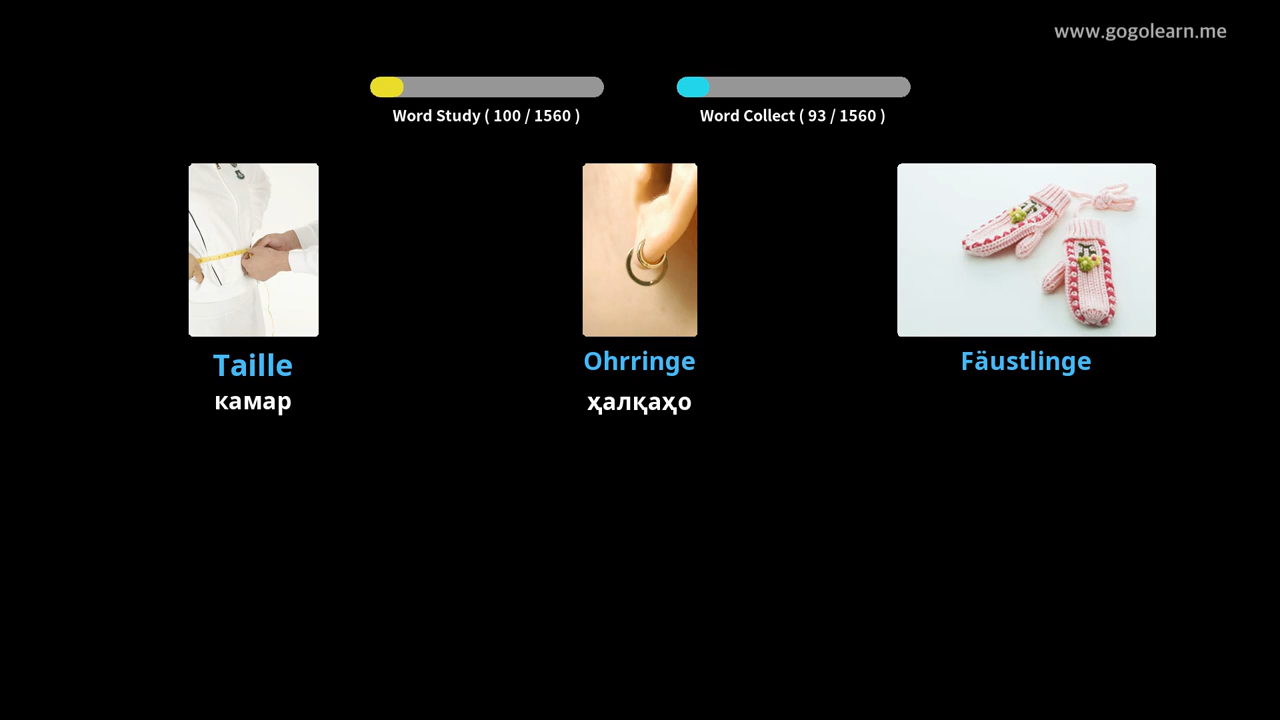 www.gogolearn.me
Word Study ( 100 / 1560 )
Word Collect ( 93 / 1560 )
Taille
камар
Ohrringe
ҳалқаҳо
Fäustlinge